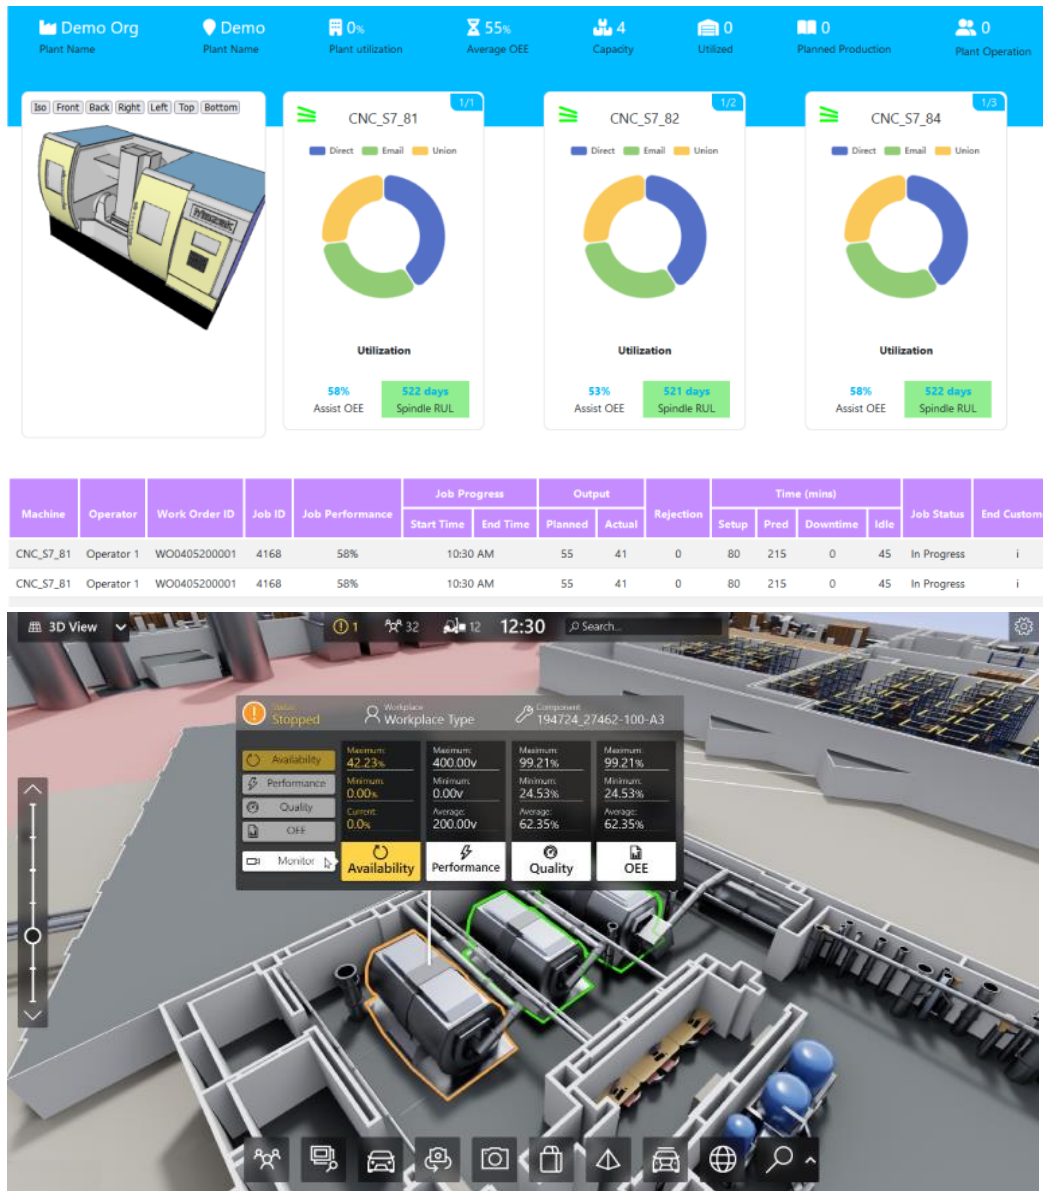 Demo Org
Plant Name
Demo
Plant Name
0%
Plant utilization
55%
Average OEE
4
Capacity
0
Utilized
0
Planned Production
0
Plant Operation
Iso Front Back Right Left Top Bottom
1/1
CNC_S7_81
Direct Email Union
Utilization
58%
Assist OEE
522 days
Spindle RUL
1/2
CNC_S7_82
Direct Email Union
Utilization
53%
Assist OEE
521 days
Spindle RUL
1/3
CNC_S7_84
Direct Email Union
Utilization
58%
Assist OEE
522 days
Spindle RUL
Machine Operator Work Order ID Job ID Job Performance Job Progress Output Rejection Time (mins) Job Status End Custome
Start Time End Time Planned Actual Setup Pred Downtime Idle
CNC_S7_81 Operator 1 WO0405200001 4168 58% 10:30 AM 55 41 0 80 215 0 45 In Progress i
CNC_S7_81 Operator 1 WO0405200001 4168 58% 10:30 AM 55 41 0 80 215 0 45 In Progress i
3D View 1 32 12 12:30 Search...
Status
Stopped
Workplace
Workplace Type
Component
194724_27462-100-A3
Availability
Performance
Quality
OEE
Monitor
Maximum:
42.23%
Minimum:
0.00%
Current:
0.0%
Availability
Maximum:
400.00v
Minimum:
0.00v
Average:
200.00v
Performance
Maximum:
99.21%
Minimum:
24.53%
Average:
62.35%
Quality
Maximum:
99.21%
Minimum:
24.53%
Average:
62.35%
OEE